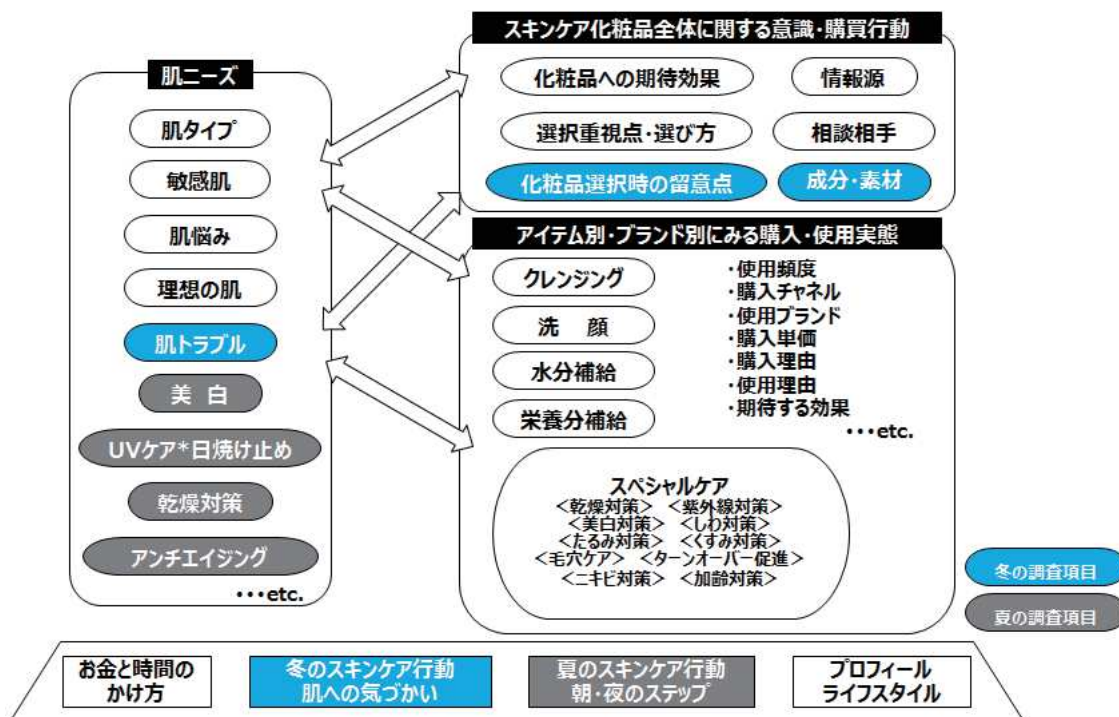 肌ニーズ
肌タイプ
敏感肌
肌悩み
理想の肌
肌トラブル
美 白
UVケア*日焼け止め
乾燥対策
アンチエイジング
・・・etc.
スキンケア化粧品全体に関する意識・購買行動
化粧品への期待効果
情報源
選択重視点・選び方
相談相手
化粧品選択時の留意点
成分・素材
アイテム別・ブランド別にみる購入・使用実態
クレンジング
洗 顔
水分補給
栄養分補給
・使用頻度
・購入チャネル
・使用ブランド
・購入単価
・購入理由
・使用理由
・期待する効果
・・・etc.
スペシャルケア
<乾燥対策> <紫外線対策>
<美白対策> <しわ対策>
<たるみ対策> <くすみ対策>
<毛穴ケア> <ターンオーバー促進>
<ニキビ対策> <加齢対策>
冬の調査項目
夏の調査項目
お金と時間の
かけ方
冬のスキンケア行動
肌への気づかい
夏のスキンケア行動
朝・夜のステップ
プロフィール
ライフスタイル